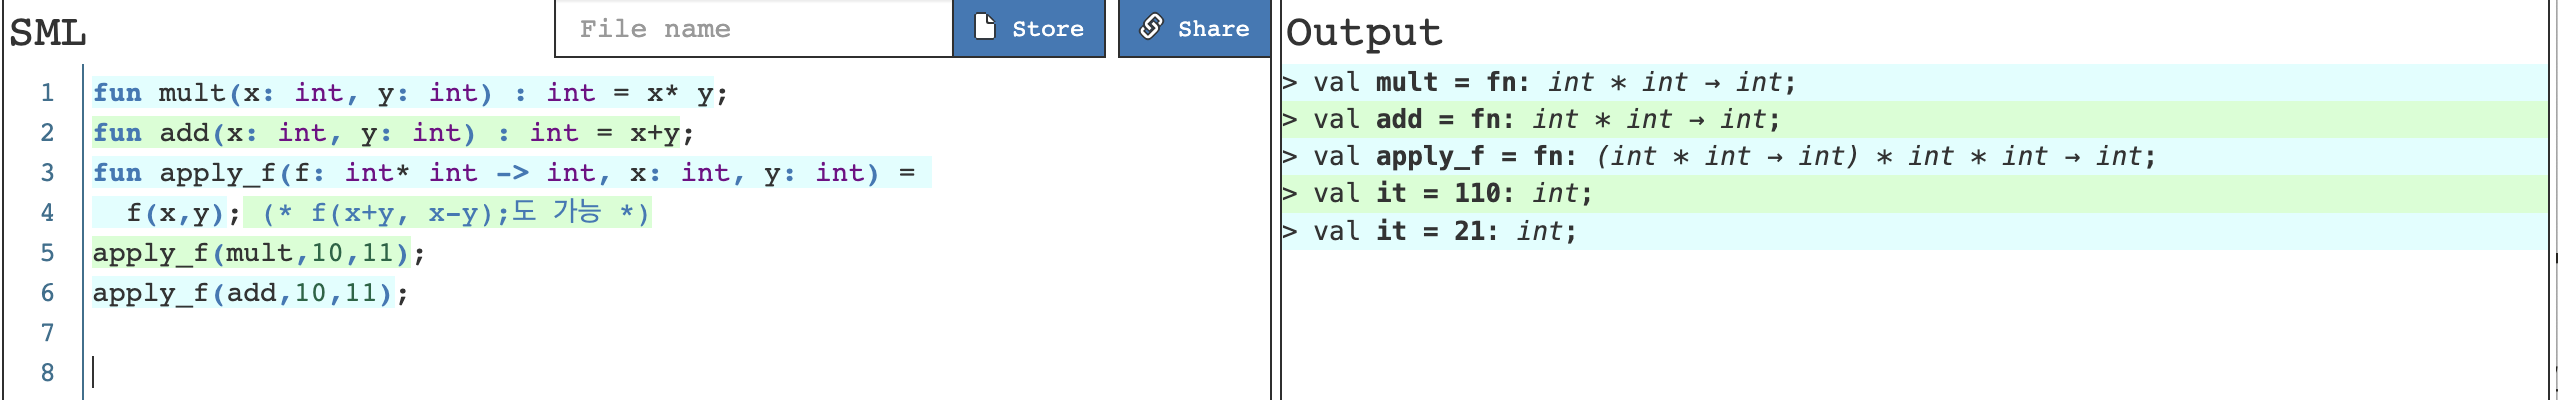 SML
File name
Store
Share
1 fun mult(x: int, y: int) : int = x* y;
2 fun add(x: int, y: int) : int = x+y;
3 fun apply_f(f: int* int -> int, x: int, y: int) =
4   f(x,y); (* f(x+y, x-y);도 가능 *)
5 apply_f(mult,10,11);
6 apply_f(add,10,11);
7
8
Output
> val mult = fn: int * int → int;
> val add = fn: int * int → int;
> val apply_f = fn: (int * int → int) * int * int → int;
> val it = 110: int;
> val it = 21: int;